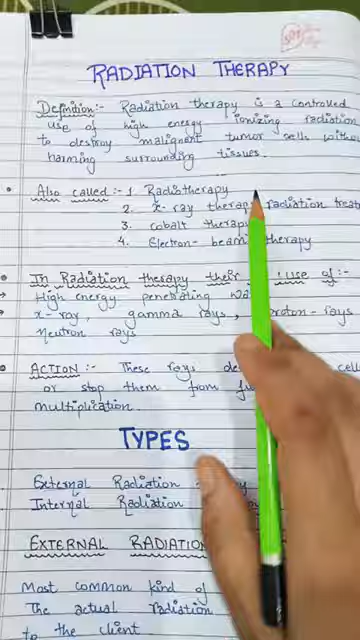 RADIATION THERAPY
Definition:- Radiation therapy is a controlled
use of high energy ionizing radiation
to destroy malignant tumor sells
harming surrounding tissues.
Also called:- 1 Radiotherapy
2. x-ray therapy radiation
3. cobalt therapy
4. Electron-beam therapy
In Radiation therapy their use of:-
High energy penetrating
x-ray, gamma rays, rays
Neutron rays
ACTION:- These rays
or stop them from
multiplication.
TYPES
External Radiation
Internal Radiation
EXTERNAL RADIATION
Most common kind of
The actual radiation
to the client